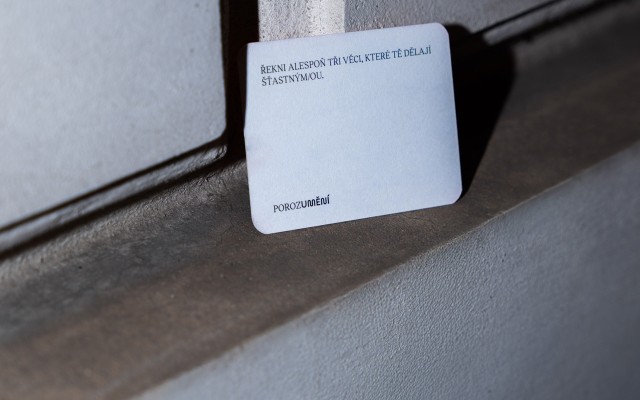 ŘEKNI ALESPOŇ TŘI VĚCI, KTERÉ TĚ DĚLAJÍ
ŠŤASTNÝM/OU.
POROZUMĚNÍ